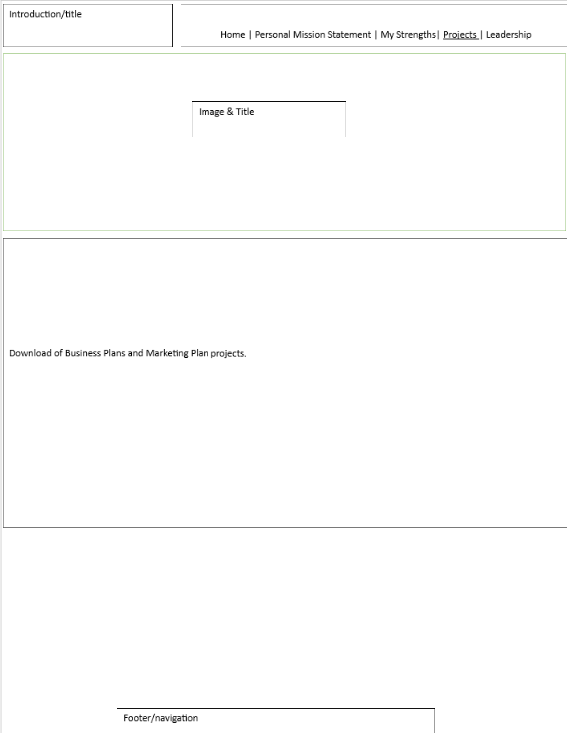 Introduction/title
Home | Personal Mission Statement | My Strengths| Projects | Leadership
Image & Title
Download of Business Plans and Marketing Plan projects.
Footer/navigation